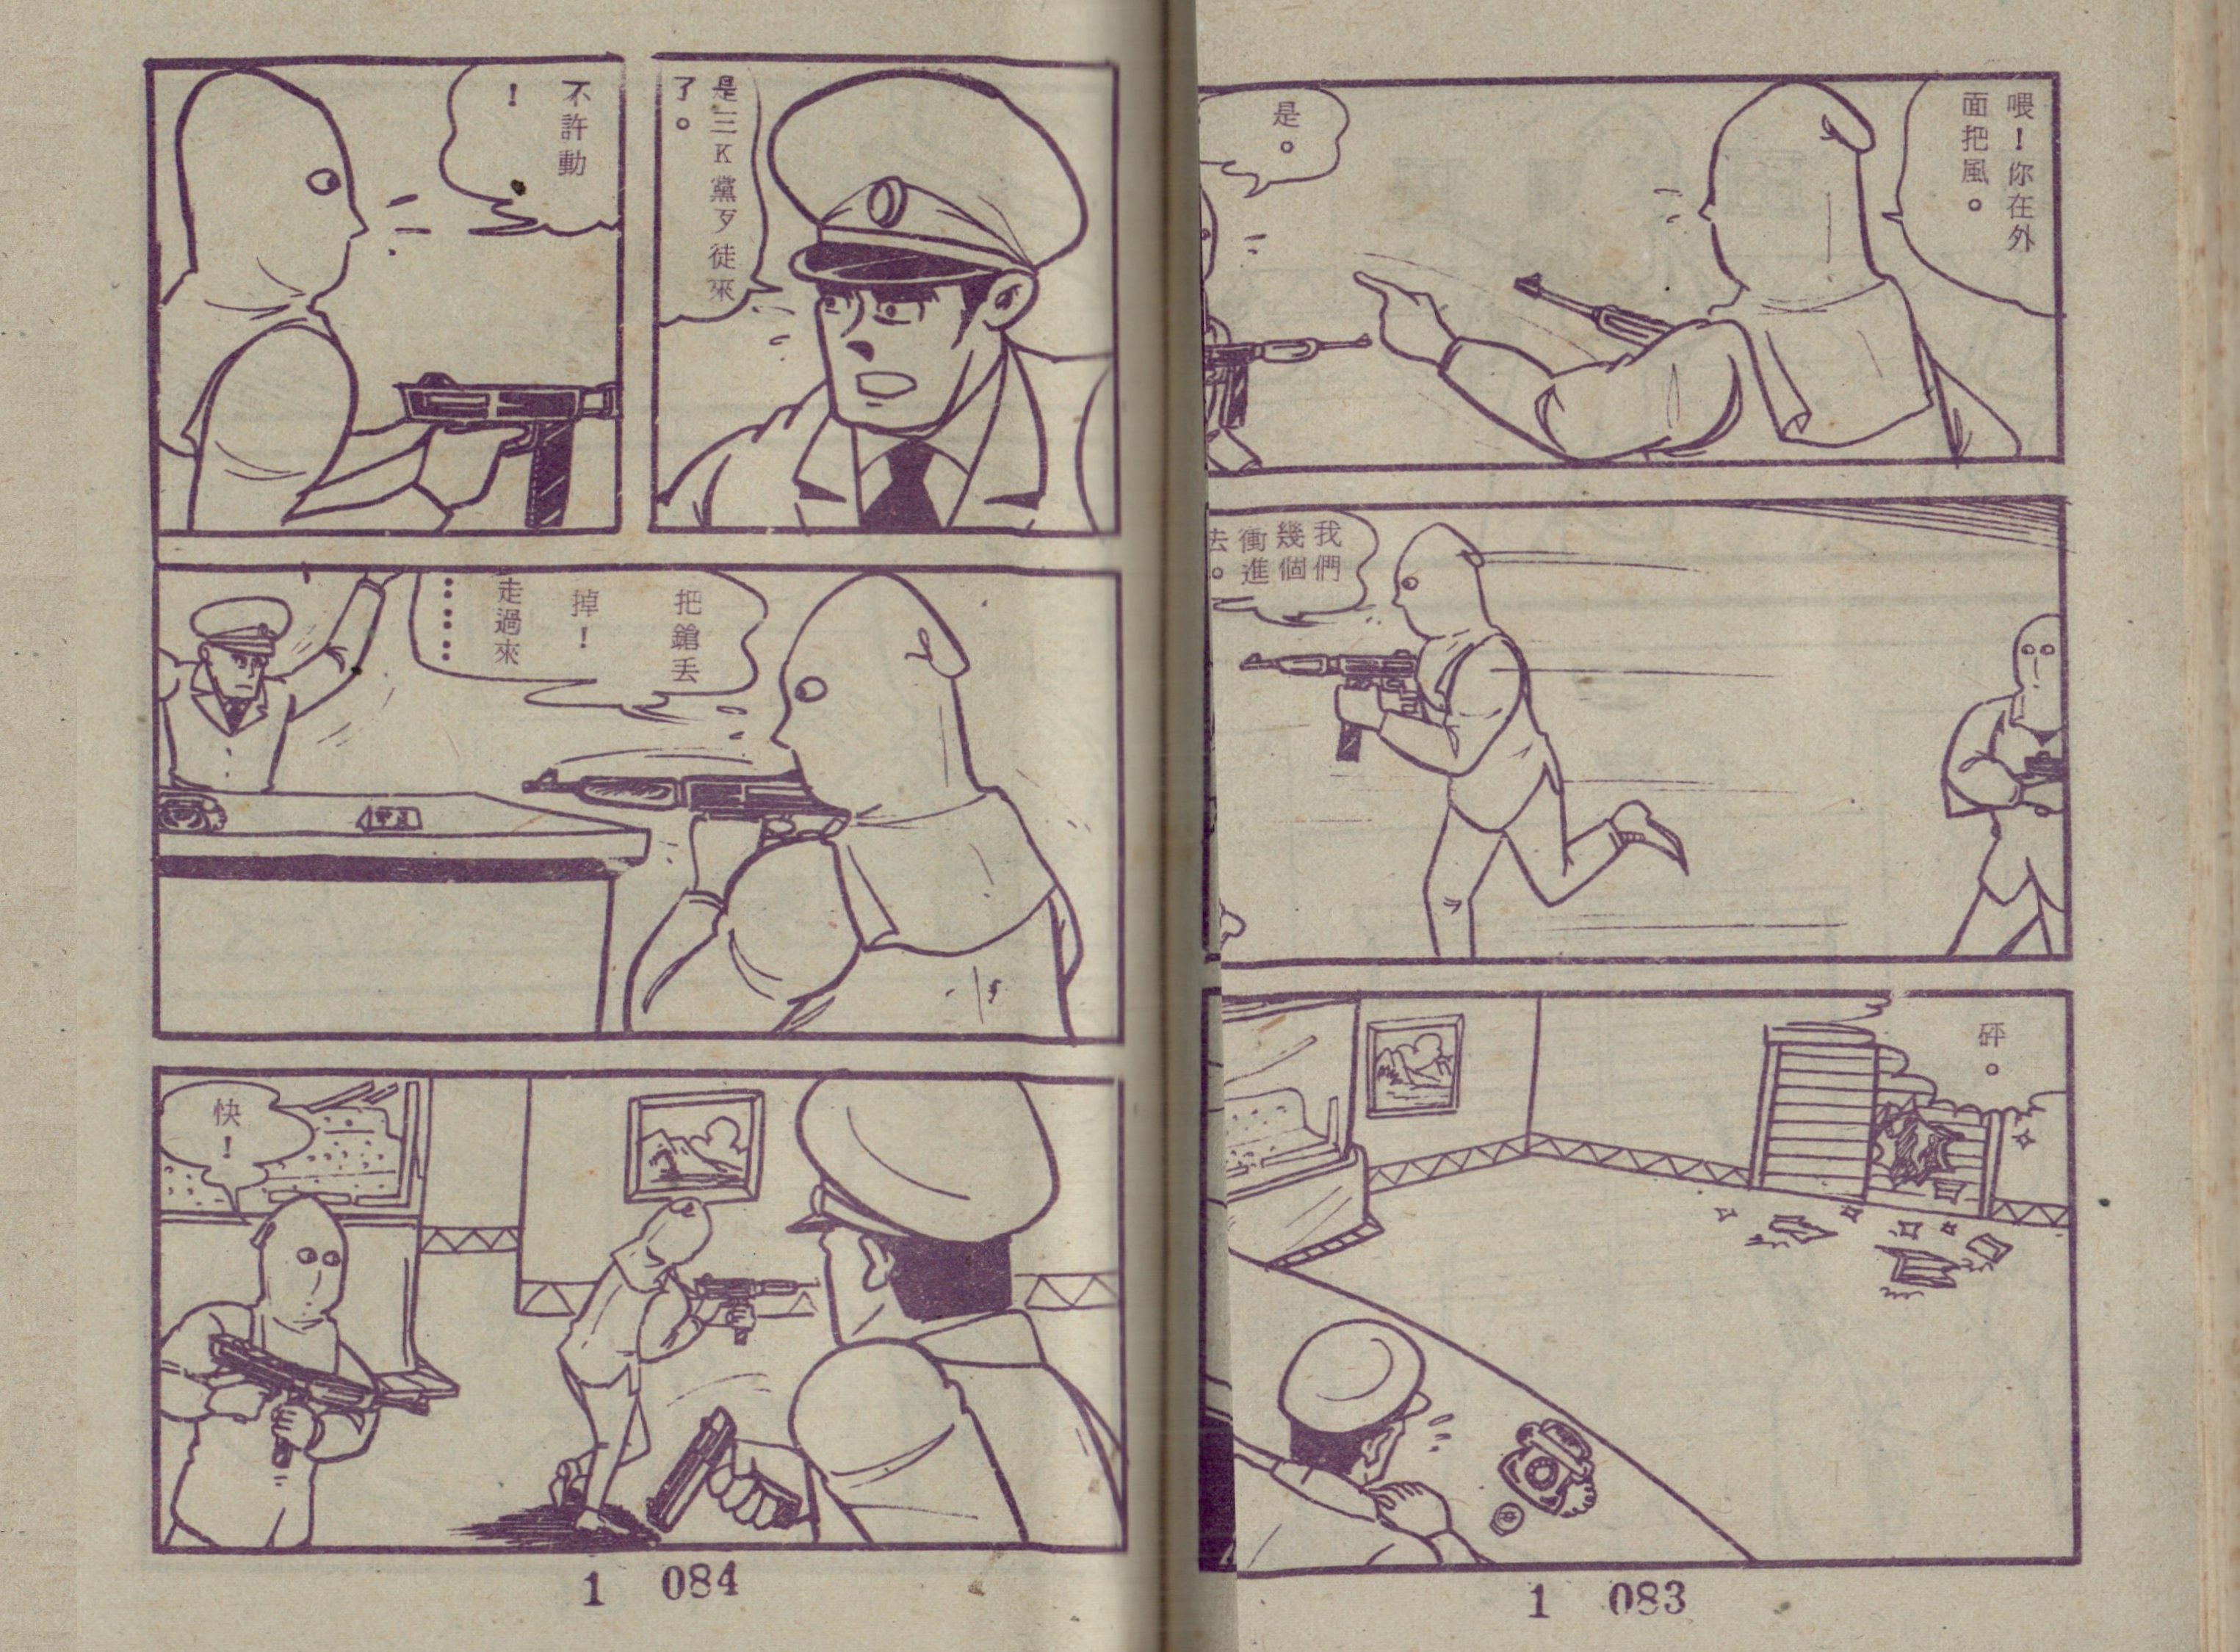 喂！你在外
面把風。
是。
我們
幾個
衝進
去。
砰。
1 083
是三K黨歹徒來
了。
不許動
！
把鎗丟
掉！
走過來
……
快！
1 084